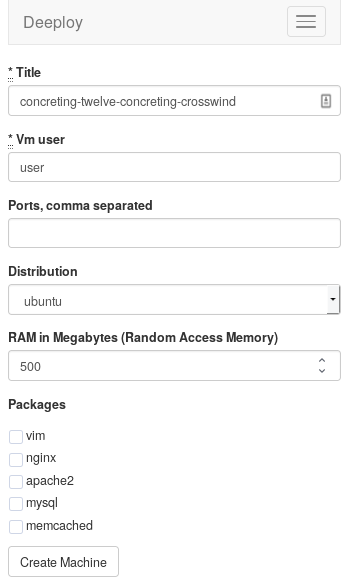 Deeploy
* Title
concreting-twelve-concreting-crosswind
* Vm user
user
Ports, comma separated
Distribution
ubuntu
RAM in Megabytes (Random Access Memory)
500
Packages
vim
nginx
apache2
mysql
memcached
Create Machine